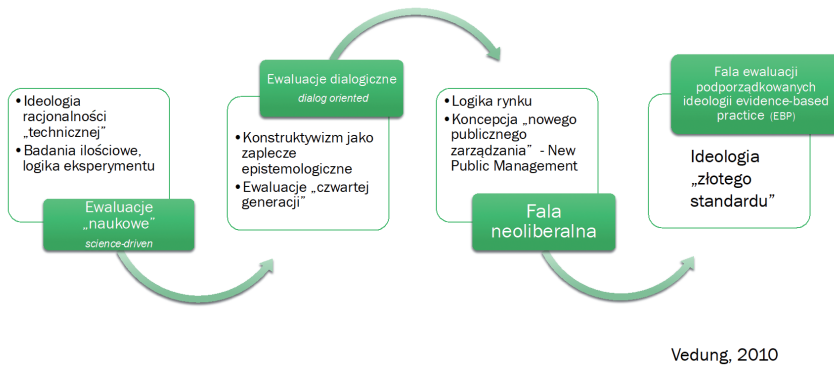 • Ideologia
racjonalności
„technicznej”
• Badania ilościowe,
logika eksperymentu
Ewaluacje
„naukowe”
science-driven
Ewaluacje dialogiczne
dialog oriented
• Konstruktywizm jako
zaplecze
epistemologiczne
• Ewaluacje „czwartej
generacji”
• Logika rynku
• Koncepcja „nowego
publicznego
zarządzania” - New
Public Management
Fala
neoliberalna
Fala ewaluacji
podporządkowanych
ideologii evidence-based
practice (EBP)
Ideologia
„złotego
standardu”
Vedung, 2010